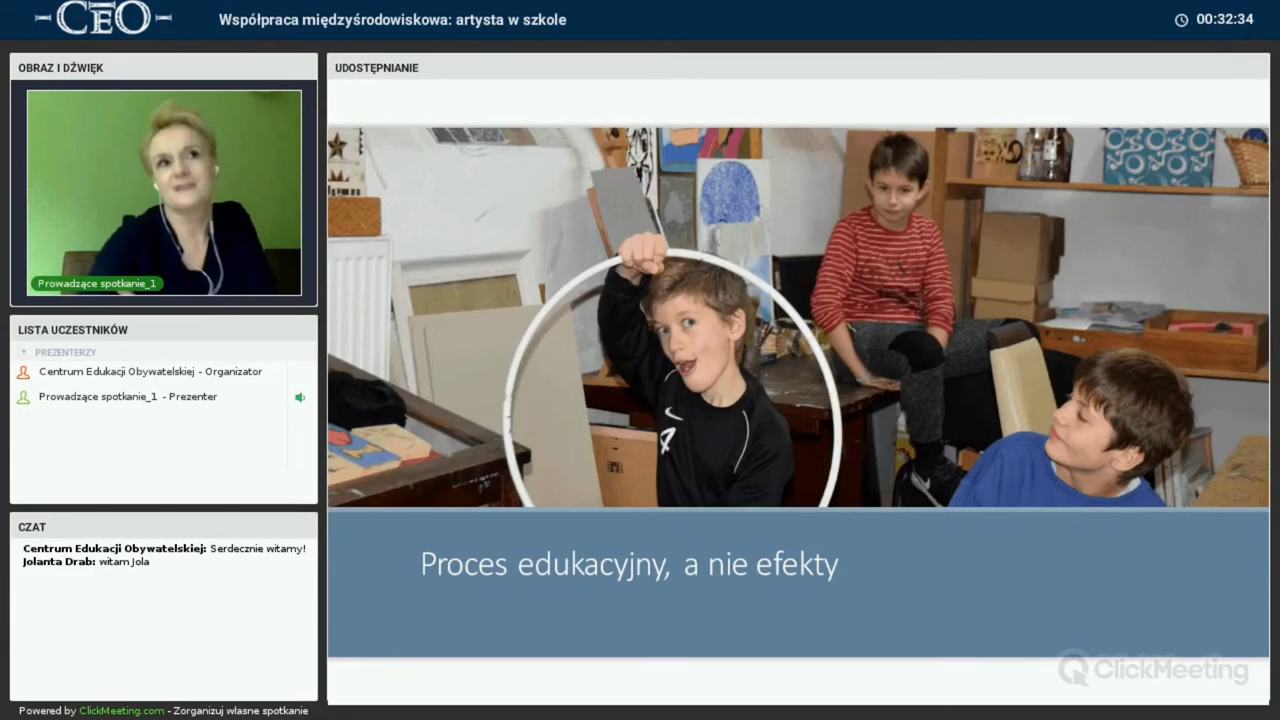 CEO
Współpraca międzyśrodowiskowa: artysta w szkole
00:32:34
OBRAZ I DŹWIĘK
Prowadzące spotkanie_1
LISTA UCZESTNIKÓW
PREZENTERZY
Centrum Edukacji Obywatelskiej - Organizator
Prowadzące spotkanie_1 - Prezenter
CZAT
Centrum Edukacji Obywatelskiej: Serdecznie witamy!
Jolanta Drab: witam Jola
Powered by ClickMeeting.com - Zorganizuj własne spotkanie
UDOSTĘPNIANIE
Proces edukacyjny, a nie efekty
ClickMeeting